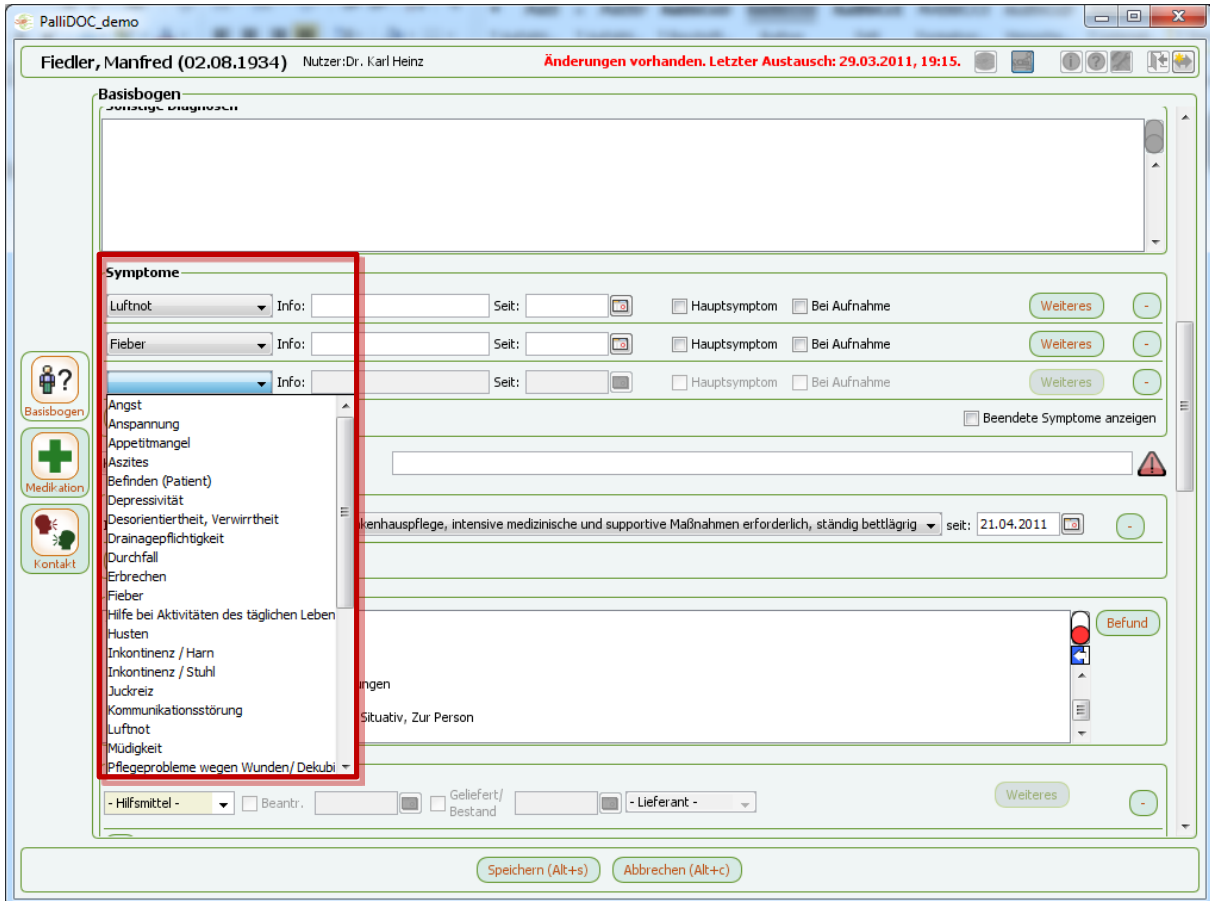 PalliDOC_demo
Fiedler, Manfred (02.08.1934) Nutzer:Dr. Karl Heinz Änderungen vorhanden. Letzter Austausch: 29.03.2011, 19:15.
Basisbogen
Sonstige Diagnosen
Symptome
Luftnot Info: Seit: Hauptsymptom Bei Aufnahme Weiteres -
Fieber Info: Seit: Hauptsymptom Bei Aufnahme Weiteres -
Info: Seit: Hauptsymptom Bei Aufnahme Weiteres -
Beendete Symptome anzeigen
Basisbogen
Medikation
Kontakt
Angst
Anspannung
Appetitmangel
Aszites
Befinden (Patient)
Depressivität
Desorientiertheit, Verwirrtheit
Drainagepflichtigkeit
Durchfall
Erbrechen
Fieber
Hilfe bei Aktivitäten des täglichen Leben
Husten
Inkontinenz / Harn
Inkontinenz / Stuhl
Juckreiz
Kommunikationsstörung
Luftnot
Müdigkeit
Pflegeprobleme wegen Wunden/ Dekubi
kenhauspflege, intensive medizinische und supportive Maßnahmen erforderlich, ständig bettlägrig seit: 21.04.2011 -
Befund
ungen
Situativ, Zur Person
- Hilfsmittel - Beantr. Geliefert/ Bestand - Lieferant - Weiteres -
Speichern (Alt+s) Abbrechen (Alt+c)